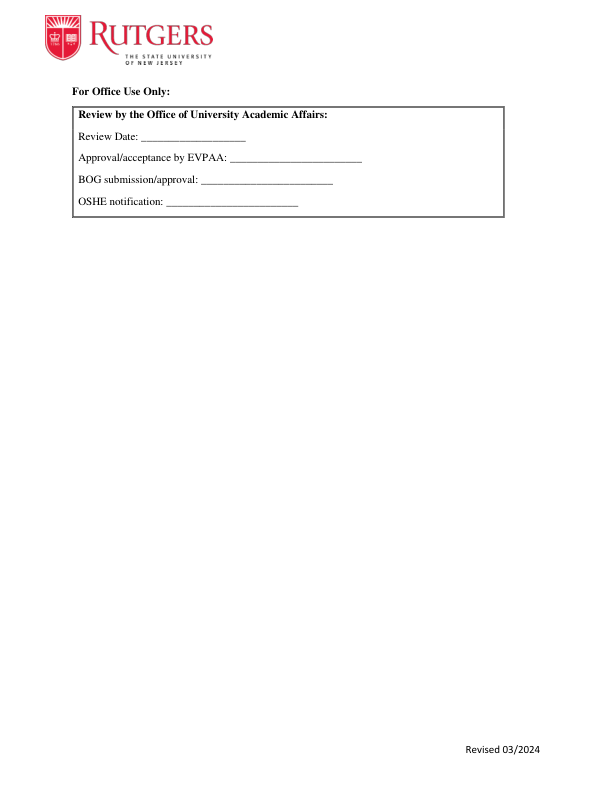 RUTGERS
THE STATE UNIVERSITY
OF NEW JERSEY
For Office Use Only:
Review by the Office of University Academic Affairs:
Review Date: ___________________
Approval/acceptance by EVPAA: ________________________
BOG submission/approval: ________________________
OSHE notification: ________________________
Revised 03/2024